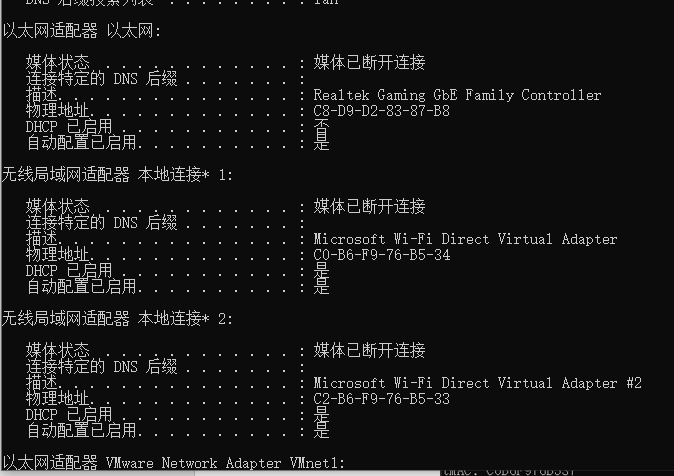 DNS 后缀搜索列表 . . . . . . . . . : lan
以太网适配器 以太网:
媒体状态 . . . . . . . . . . . . : 媒体已断开连接
连接特定的 DNS 后缀 . . . . . . . :
描述. . . . . . . . . . . . . . . : Realtek Gaming GbE Family Controller
物理地址. . . . . . . . . . . . . : C8-D9-D2-83-87-B8
DHCP 已启用 . . . . . . . . . . . : 否
自动配置已启用. . . . . . . . . . : 是
无线局域网适配器 本地连接* 1:
媒体状态 . . . . . . . . . . . . : 媒体已断开连接
连接特定的 DNS 后缀 . . . . . . . :
描述. . . . . . . . . . . . . . . : Microsoft Wi-Fi Direct Virtual Adapter
物理地址. . . . . . . . . . . . . : C0-B6-F9-76-B5-34
DHCP 已启用 . . . . . . . . . . . : 是
自动配置已启用. . . . . . . . . . : 是
无线局域网适配器 本地连接* 2:
媒体状态 . . . . . . . . . . . . : 媒体已断开连接
连接特定的 DNS 后缀 . . . . . . . :
描述. . . . . . . . . . . . . . . : Microsoft Wi-Fi Direct Virtual Adapter #2
物理地址. . . . . . . . . . . . . : C2-B6-F9-76-B5-33
DHCP 已启用 . . . . . . . . . . . : 是
自动配置已启用. . . . . . . . . . : 是
以太网适配器 VMware Network Adapter VMnet1: